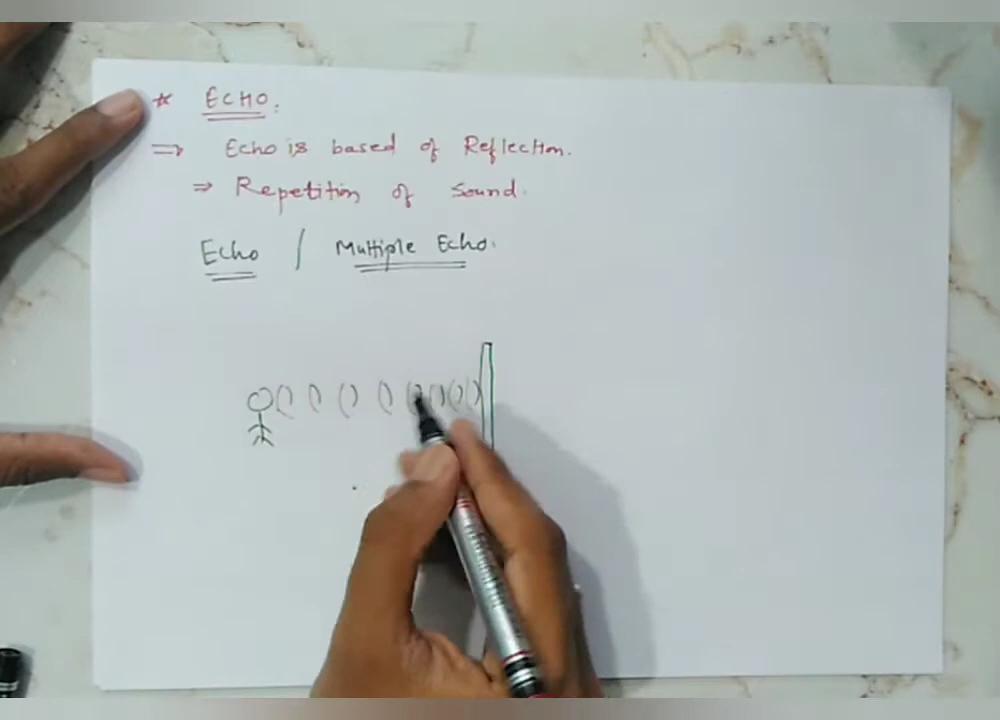 * ECHO.
⇒ Echo is based of Reflection.
⇒ Repetition of Sound.
Echo / Multiple Echo.